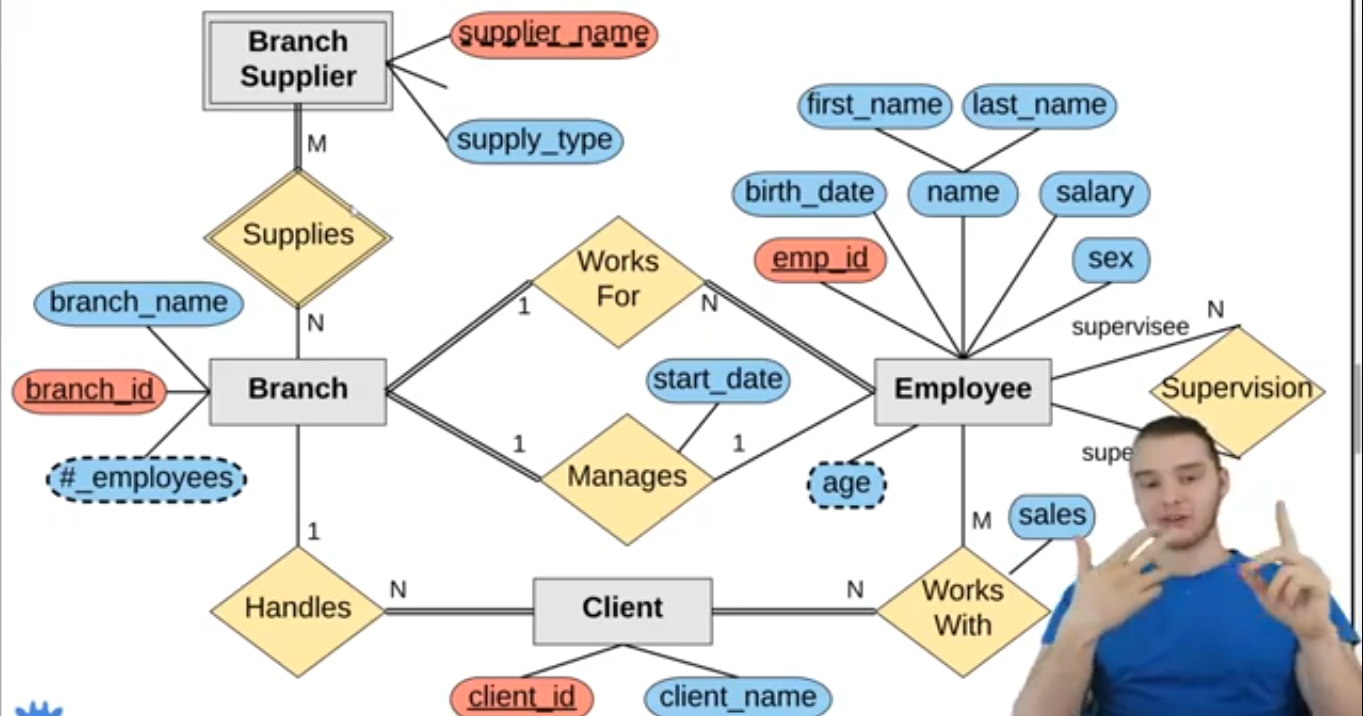 Branch
Supplier
supplier_name
supply_type
M
Supplies
N
first_name
last_name
birth_date
name
salary
emp_id
sex
Works
For
1
N
supervisee
N
branch_name
branch_id
#_employees
Branch
start_date
Employee
Supervision
1
Manages
1
age
supe
M
sales
1
Handles
N
Client
N
Works
With
client_id
client_name